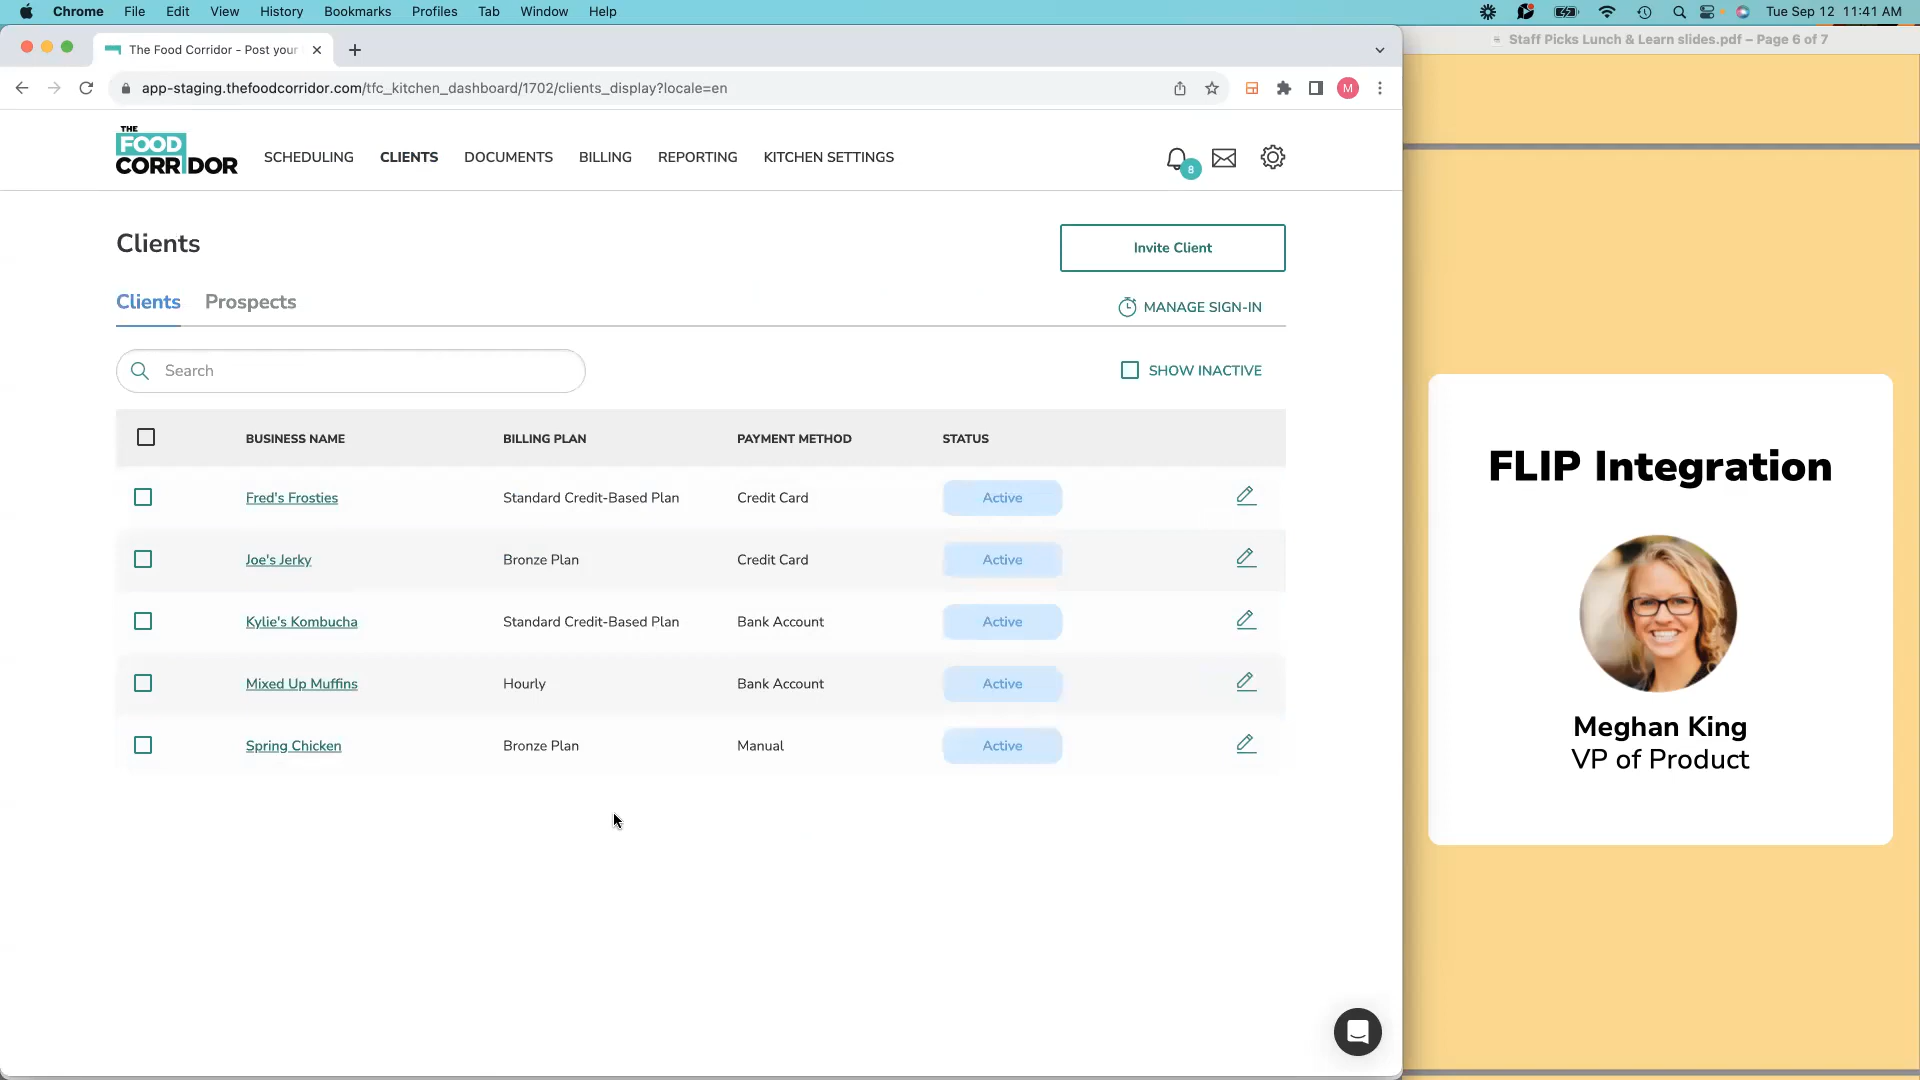 Chrome File Edit View History Bookmarks Profiles Tab Window Help Tue Sep 12 11:41 AM
The Food Corridor - Post your
Staff Picks Lunch & Learn slides.pdf – Page 6 of 7
app-staging.thefoodcorridor.com/tfc_kitchen_dashboard/1702/clients_display?locale=en
M
THE
FOOD
CORRIDOR
SCHEDULING CLIENTS DOCUMENTS BILLING REPORTING KITCHEN SETTINGS
8
Clients
Invite Client
Clients Prospects
MANAGE SIGN-IN
Search
SHOW INACTIVE
BUSINESS NAME BILLING PLAN PAYMENT METHOD STATUS
Fred's Frosties Standard Credit-Based Plan Credit Card Active
Joe's Jerky Bronze Plan Credit Card Active
Kylie's Kombucha Standard Credit-Based Plan Bank Account Active
Mixed Up Muffins Hourly Bank Account Active
Spring Chicken Bronze Plan Manual Active
FLIP Integration
Meghan King
VP of Product